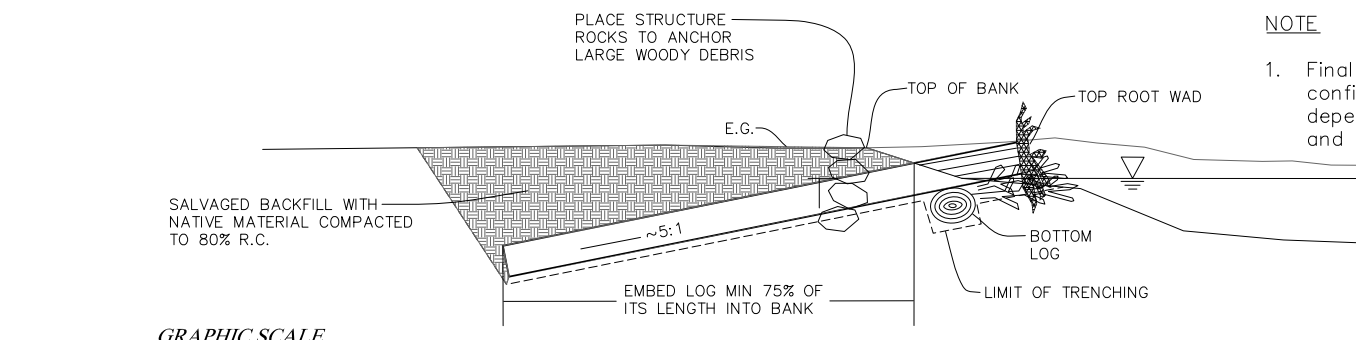 PLACE STRUCTURE
ROCKS TO ANCHOR
LARGE WOODY DEBRIS
NOTE
1. Final
confi
depe
and
TOP OF BANK
TOP ROOT WAD
E.G.
SALVAGED BACKFILL WITH
NATIVE MATERIAL COMPACTED
TO 80% R.C.
~5:1
BOTTOM
LOG
EMBED LOG MIN 75% OF
ITS LENGTH INTO BANK
LIMIT OF TRENCHING
GRAPHIC SCALE